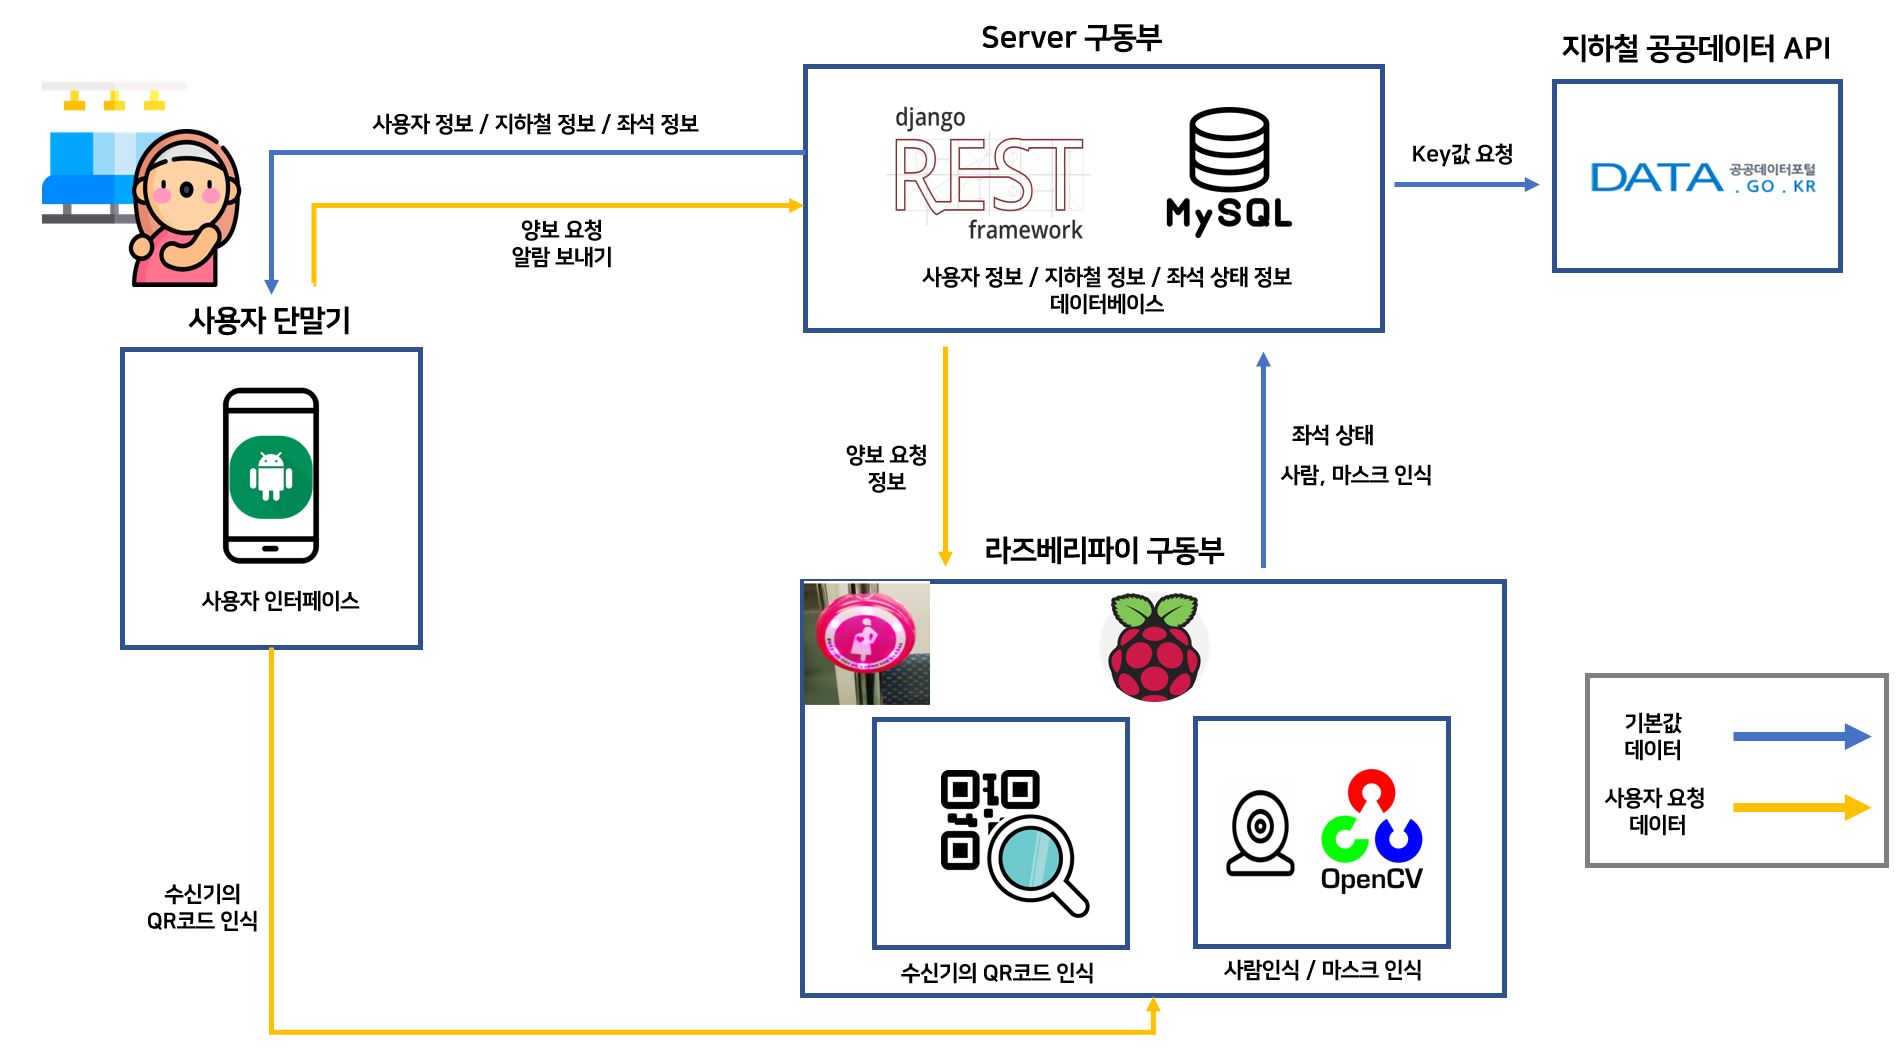 Server 구동부
지하철 공공데이터 API
사용자 정보 / 지하철 정보 / 좌석 정보
양보 요청
알람 보내기
django
REST
framework
MySQL
사용자 정보 / 지하철 정보 / 좌석 상태 정보
데이터베이스
Key값 요청
DATA 공공데이터포털
. GO . KR
사용자 단말기
사용자 인터페이스
양보 요청
정보
좌석 상태
사람, 마스크 인식
라즈베리파이 구동부
OpenCV
수신기의 QR코드 인식
사람인식 / 마스크 인식
수신기의
QR코드 인식
기본값
데이터
사용자 요청
데이터